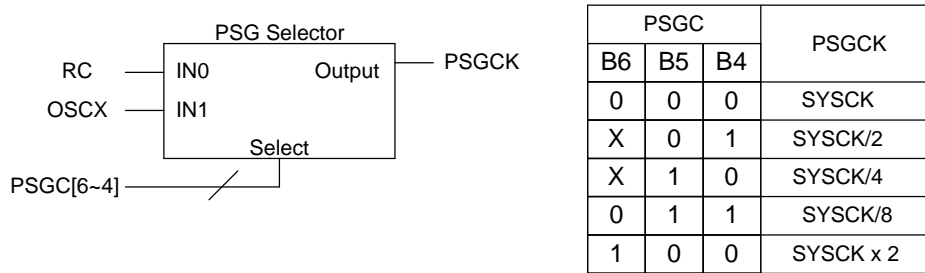 PSG Selector
RC IN0 Output PSGCK
OSCX IN1
Select
PSGC[6~4]
PSGC PSGCK
B6 B5 B4
0 0 0 SYSCK
X 0 1 SYSCK/2
X 1 0 SYSCK/4
0 1 1 SYSCK/8
1 0 0 SYSCK x 2